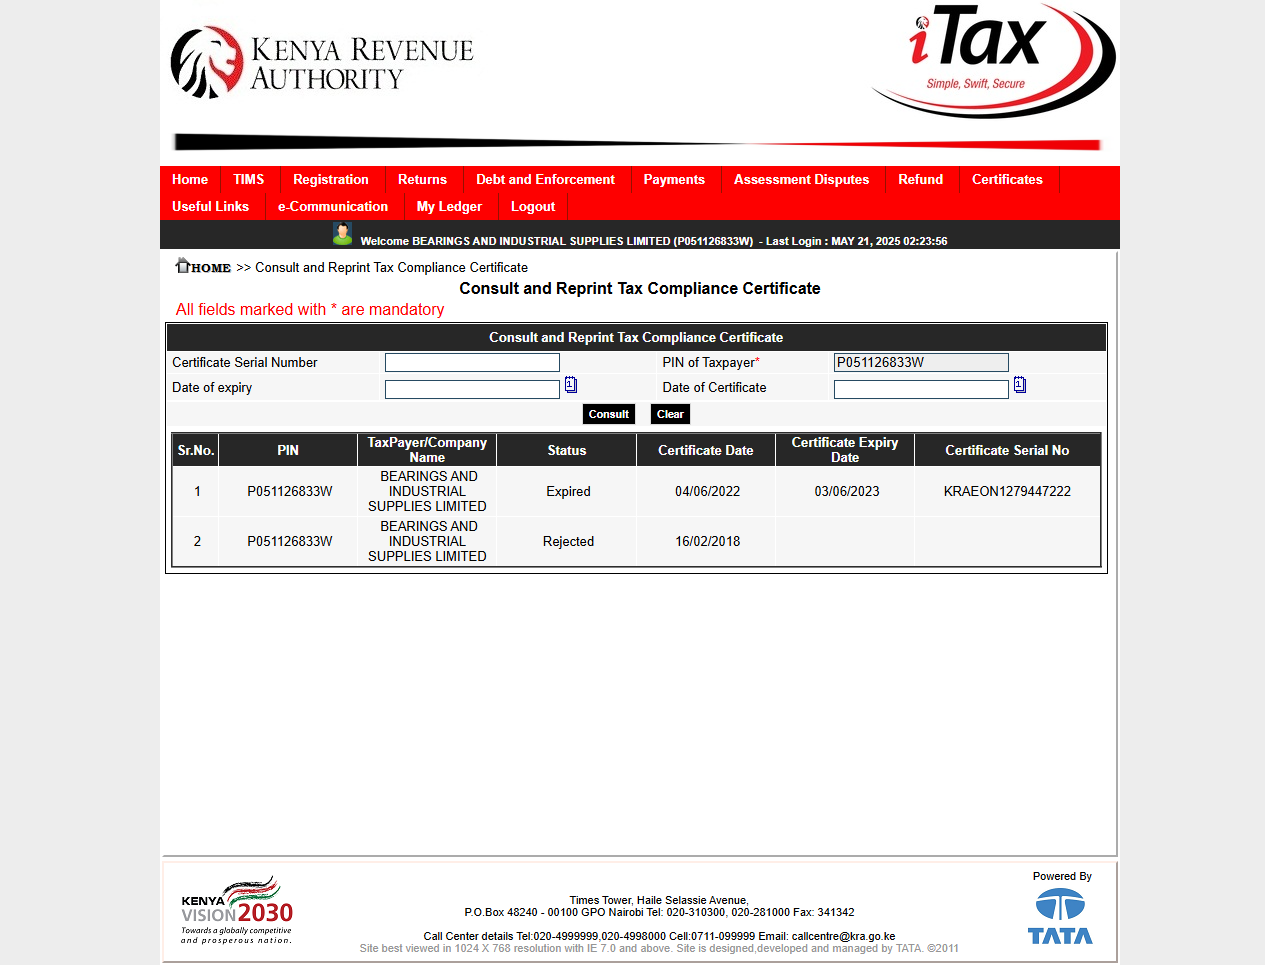 KENYA REVENUE
AUTHORITY
iTax
Simple, Swift, Secure
Home TIMS Registration Returns Debt and Enforcement Payments Assessment Disputes Refund Certificates
Useful Links e-Communication My Ledger Logout
Welcome BEARINGS AND INDUSTRIAL SUPPLIES LIMITED (P051126833W) - Last Login : MAY 21, 2025 02:23:56
HOME >> Consult and Reprint Tax Compliance Certificate
Consult and Reprint Tax Compliance Certificate
All fields marked with * are mandatory
Consult and Reprint Tax Compliance Certificate
Certificate Serial Number PIN of Taxpayer* P051126833W
Date of expiry 1 Date of Certificate 1
Consult Clear
Sr.No. PIN TaxPayer/Company Name Status Certificate Date Certificate Expiry Date Certificate Serial No
1 P051126833W BEARINGS AND INDUSTRIAL SUPPLIES LIMITED Expired 04/06/2022 03/06/2023 KRAEON1279447222
2 P051126833W BEARINGS AND INDUSTRIAL SUPPLIES LIMITED Rejected 16/02/2018
KENYA
VISION 2030
Towards a globally competitive
and prosperous nation.
Times Tower, Haile Selassie Avenue,
P.O.Box 48240 - 00100 GPO Nairobi Tel: 020-310300, 020-281000 Fax: 341342
Call Center details Tel:020-4999999,020-4998000 Cell:0711-099999 Email: callcentre@kra.go.ke
Site best viewed in 1024 X 768 resolution with IE 7.0 and above. Site is designed,developed and managed by TATA. ©2011
Powered By
TATA